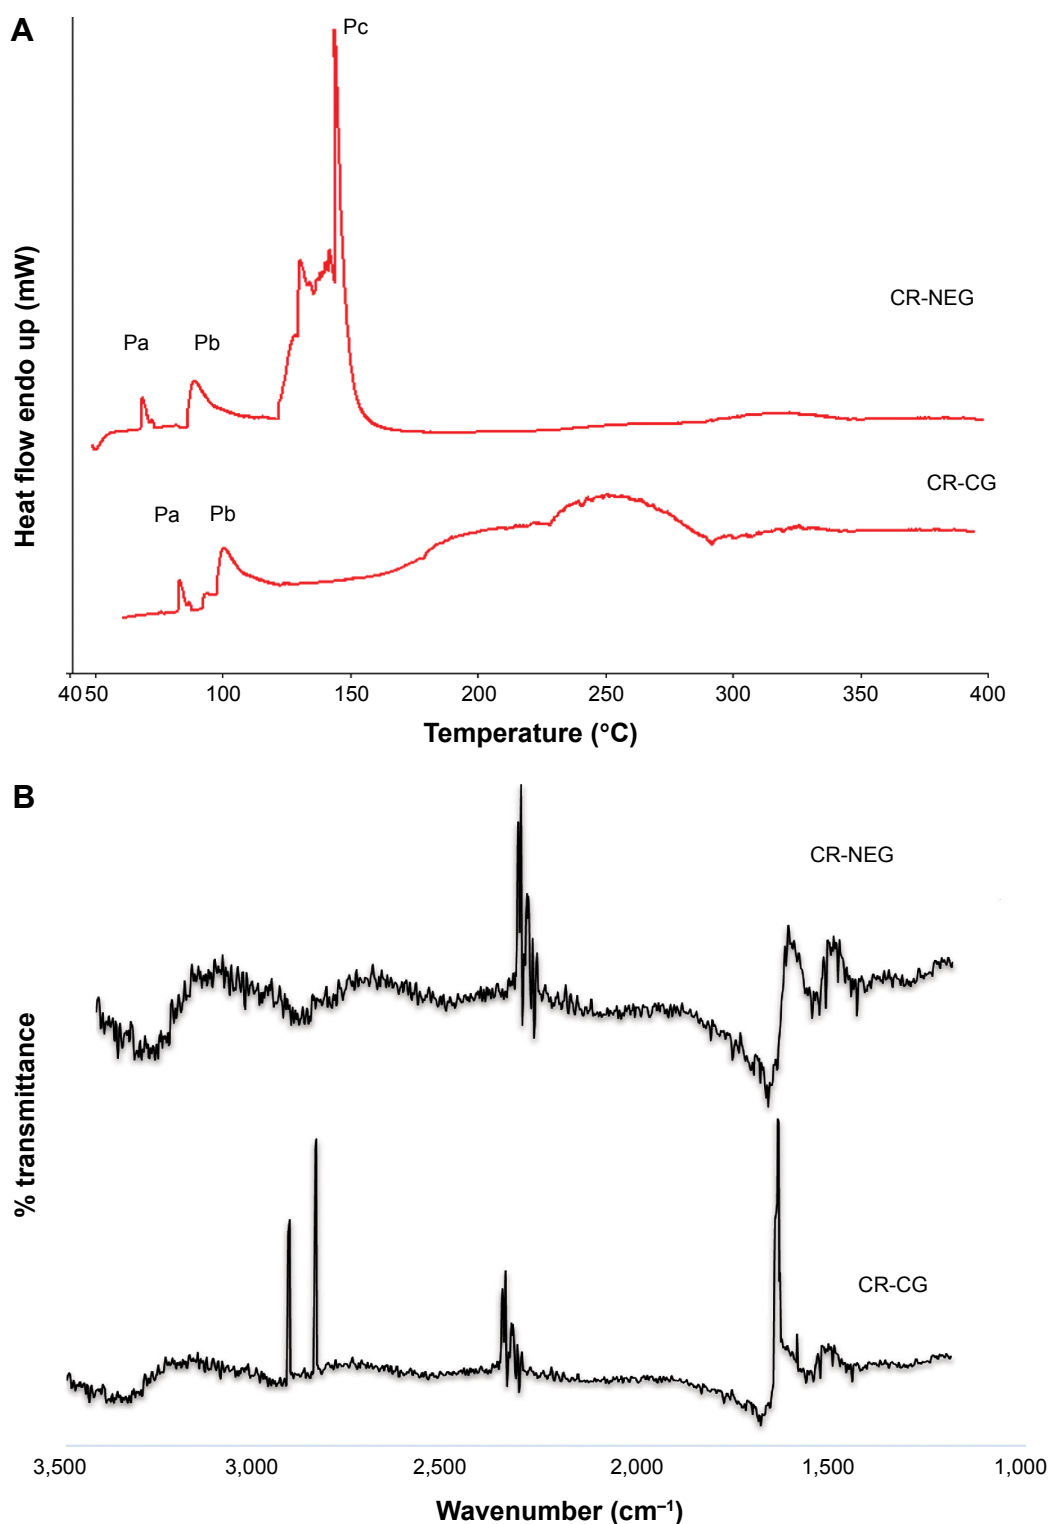 A
Pc
CR-NEG
Pa
Pb
CR-CG
Pa
Pb
Heat flow endo up (mW)
40 50 100 150 200 250 300 350 400
Temperature (°C)
B
CR-NEG
CR-CG
% transmittance
3,500 3,000 2,500 2,000 1,500 1,000
Wavenumber (cm⁻¹)